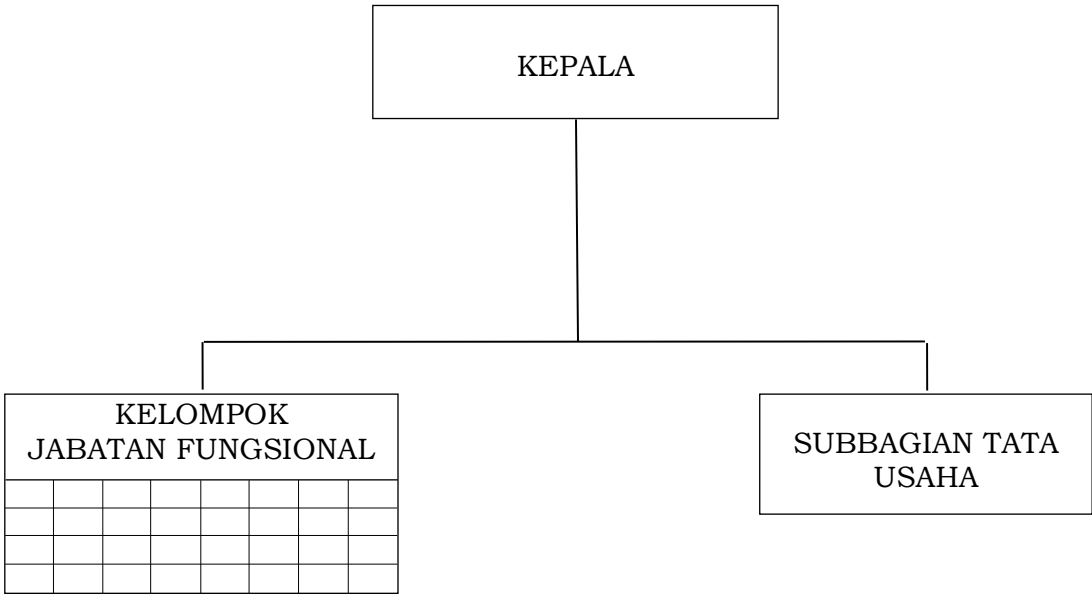 KEPALA
KELOMPOK
JABATAN FUNGSIONAL
SUBBAGIAN TATA
USAHA